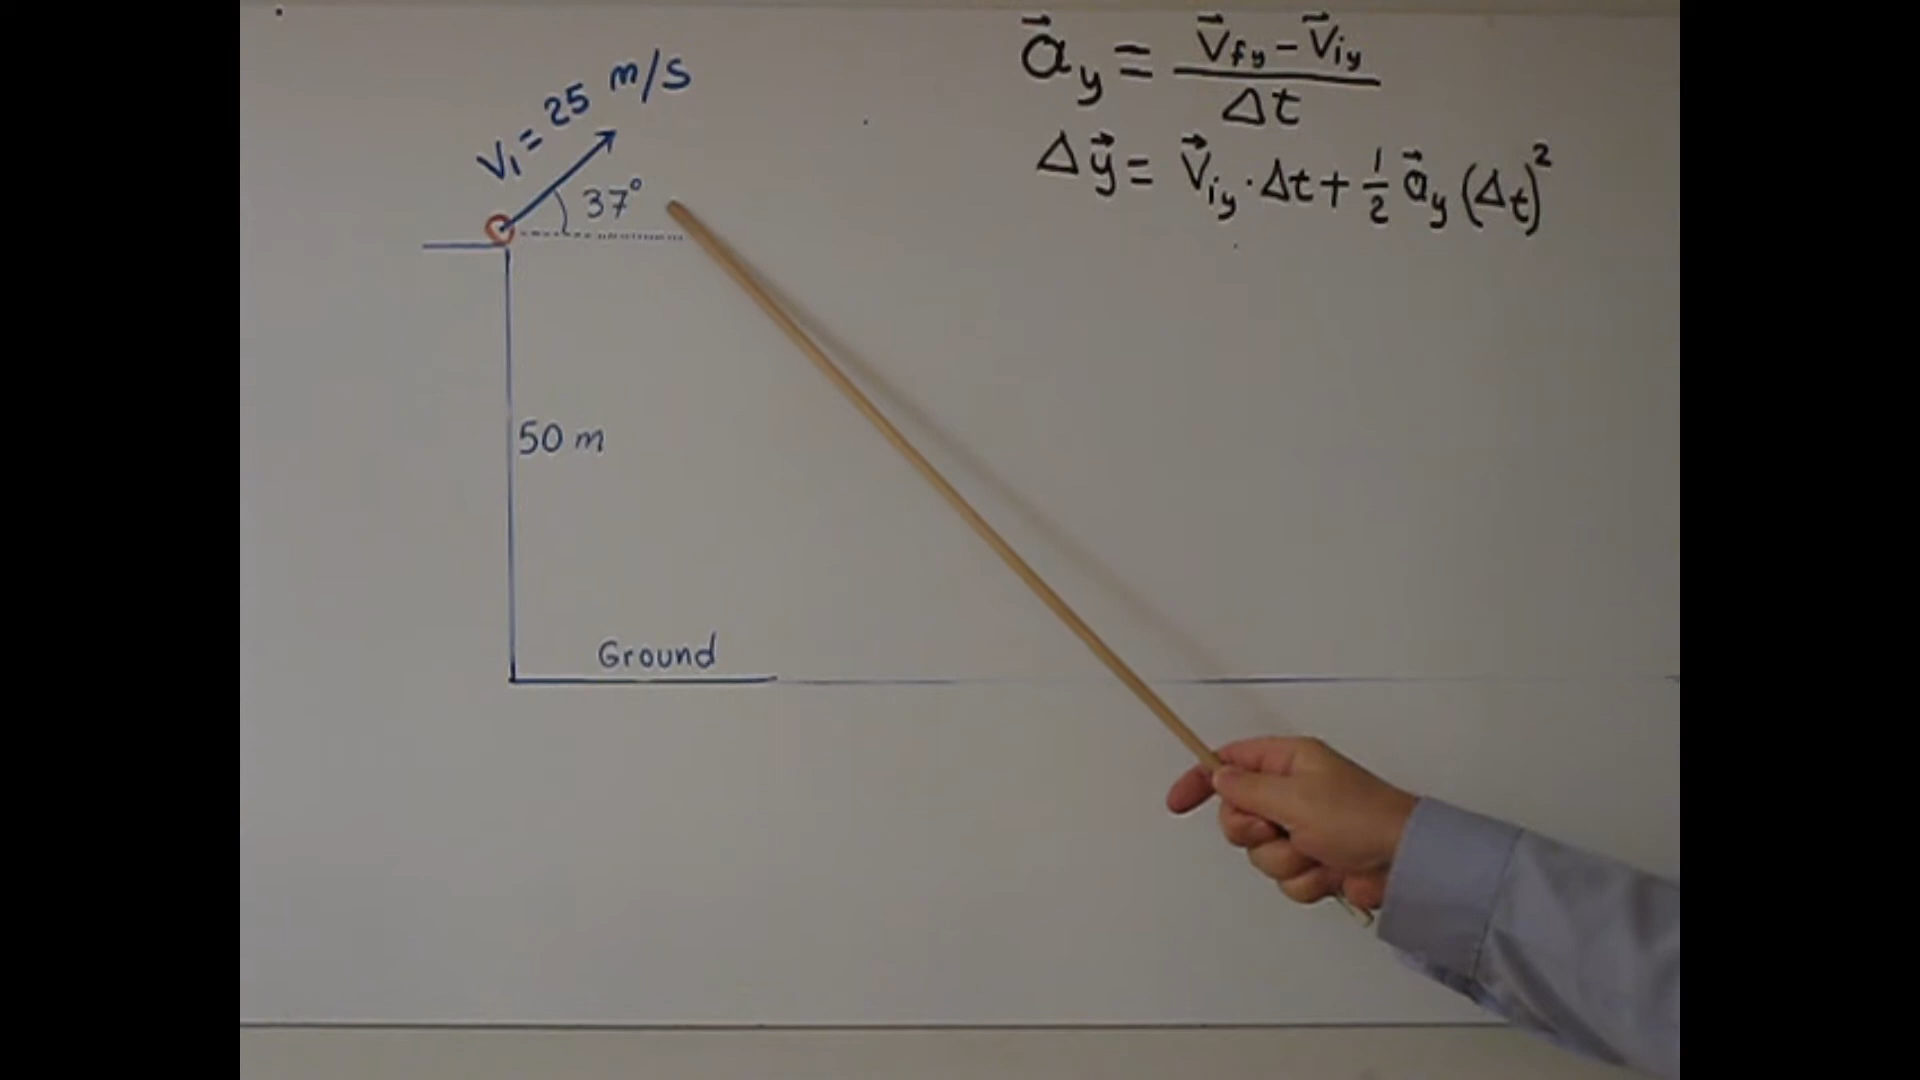 V₁ = 25 m/s
37°
50 m
Ground
a⃗y = (V⃗fy − V⃗iy) / Δt
Δy⃗ = V⃗iy · Δt + ½ a⃗y (Δt)²